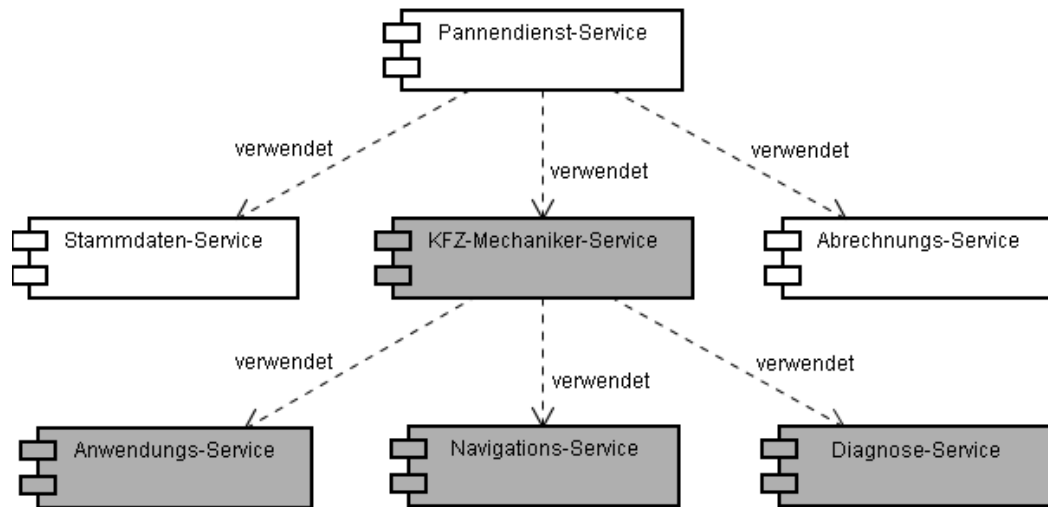 Pannendienst-Service
verwendet
verwendet
verwendet
Stammdaten-Service
KFZ-Mechaniker-Service
Abrechnungs-Service
verwendet
verwendet
verwendet
Anwendungs-Service
Navigations-Service
Diagnose-Service